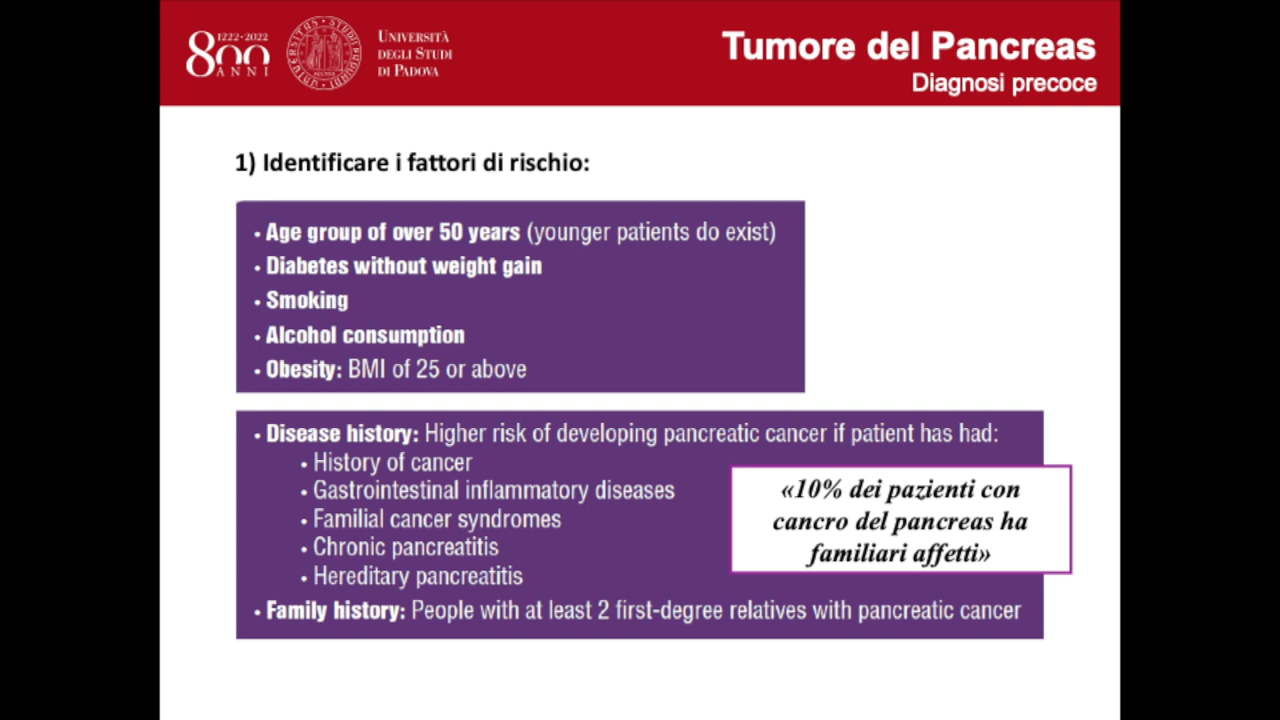 1222-2022
800
ANNI
UNIVERSITÀ
DEGLI STUDI
DI PADOVA
Tumore del Pancreas
Diagnosi precoce
1) Identificare i fattori di rischio:
• Age group of over 50 years (younger patients do exist)
• Diabetes without weight gain
• Smoking
• Alcohol consumption
• Obesity: BMI of 25 or above
• Disease history: Higher risk of developing pancreatic cancer if patient has had:
• History of cancer
• Gastrointestinal inflammatory diseases
• Familial cancer syndromes
• Chronic pancreatitis
• Hereditary pancreatitis
«10% dei pazienti con
cancro del pancreas ha
familiari affetti»
• Family history: People with at least 2 first-degree relatives with pancreatic cancer